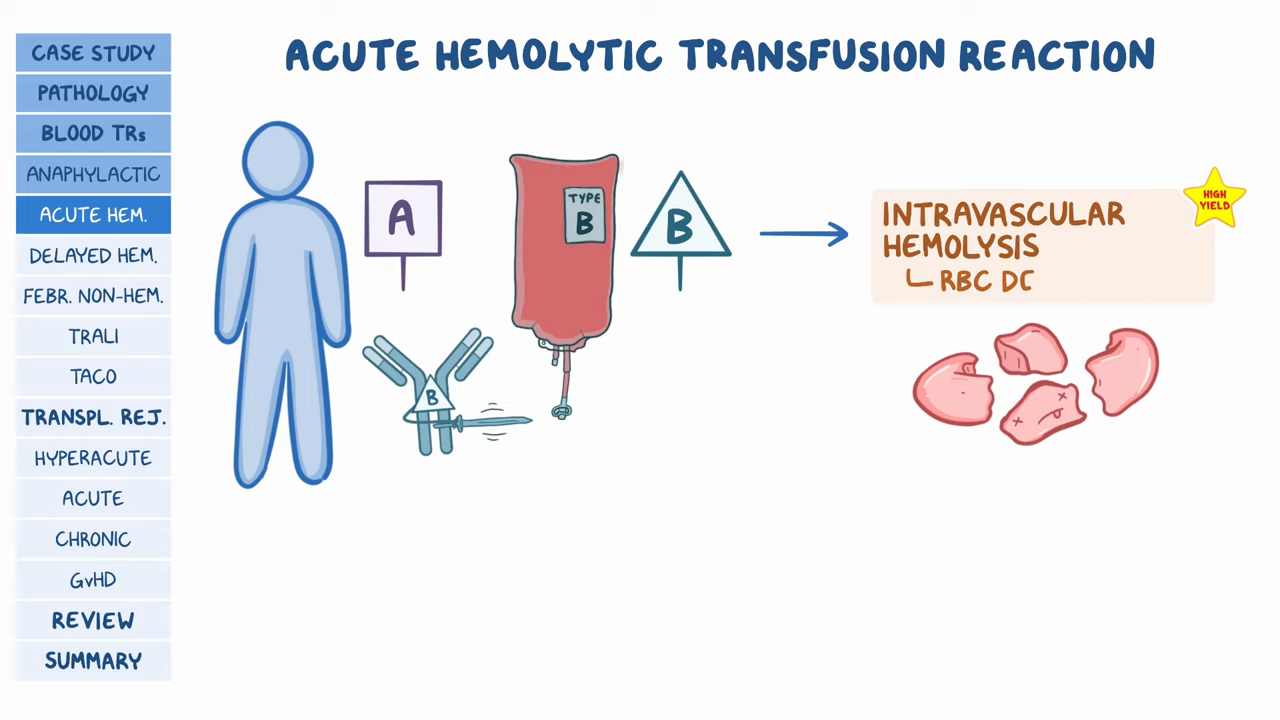 CASE STUDY
PATHOLOGY
BLOOD TRs
ANAPHYLACTIC
ACUTE HEM.
DELAYED HEM.
FEBR. NON-HEM.
TRALI
TACO
TRANSPL. REJ.
HYPERACUTE
ACUTE
CHRONIC
GvHD
REVIEW
SUMMARY
ACUTE HEMOLYTIC TRANSFUSION REACTION
A
TYPE
B
B
B
HIGH
YIELD
INTRAVASCULAR
HEMOLYSIS
RBC